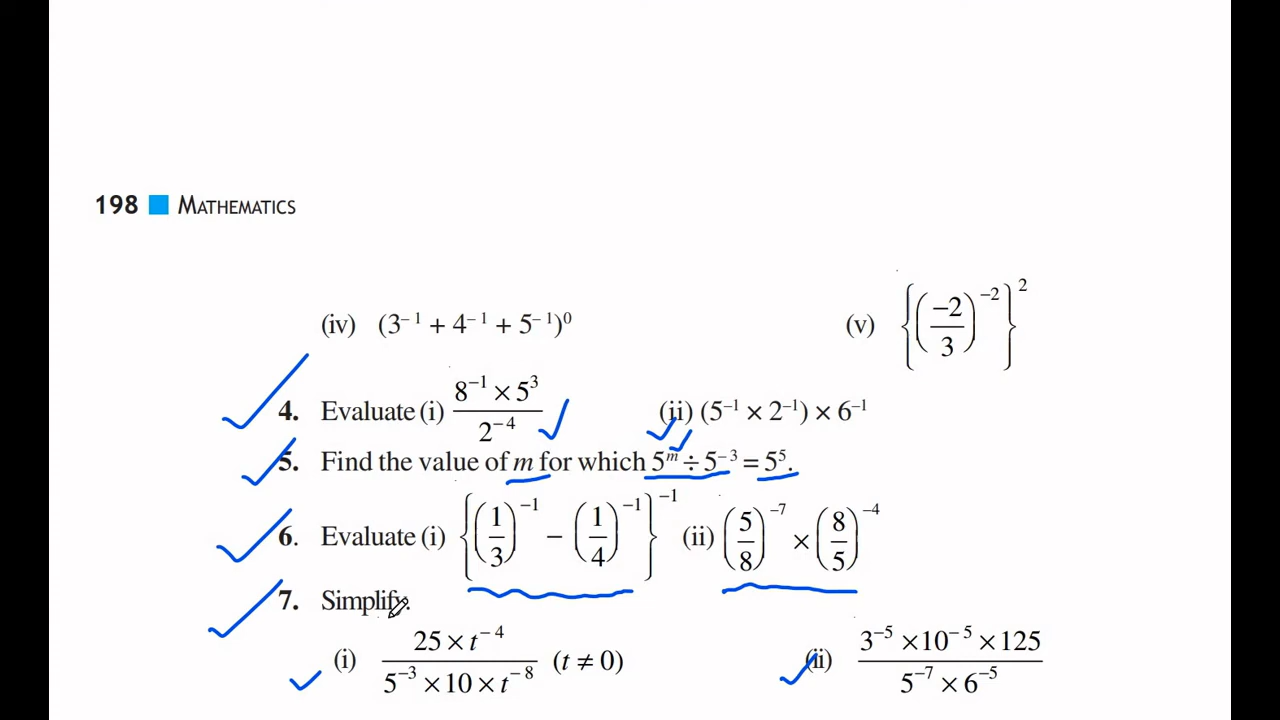 198 MATHEMATICS
(iv) (3⁻¹ + 4⁻¹ + 5⁻¹)⁰ (v) {(-2/3)⁻²}²
4. Evaluate (i) (8⁻¹ × 5³)/(2⁻⁴) (ii) (5⁻¹ × 2⁻¹) × 6⁻¹
5. Find the value of m for which 5ᵐ ÷ 5⁻³ = 5⁵.
6. Evaluate (i) {(1/3)⁻¹ − (1/4)⁻¹}⁻¹ (ii) (5/8)⁻⁷ × (8/5)⁻⁴
7. Simplify.
(i) (25 × t⁻⁴)/(5⁻³ × 10 × t⁻⁸) (t ≠ 0) (ii) (3⁻⁵ × 10⁻⁵ × 125)/(5⁻⁷ × 6⁻⁵)